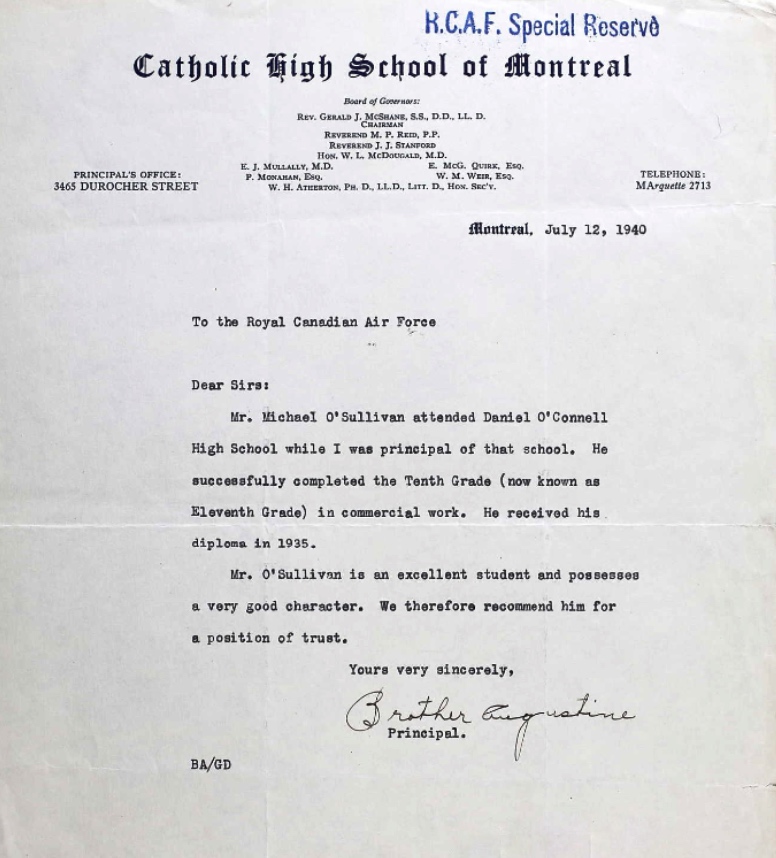 R.C.A.F. Special Reserve
Catholic High School of Montreal
Board of Governors:
Rev. Gerald J. McShane, S.S., D.D., LL. D.
Chairman
Reverend M. P. Reid, P.P.
Reverend J. J. Stanford
Hon. W. L. McDougald, M.D.
E. J. Mullally, M.D. E. McG. Quirk, Esq.
P. Monahan, Esq. W. M. Weir, Esq.
W. H. Atherton, Ph. D., LL.D., Litt. D., Hon. Sec'y.
PRINCIPAL'S OFFICE:
3465 DUROCHER STREET
TELEPHONE:
MArquette 2713
Montreal, July 12, 1940
To the Royal Canadian Air Force
Dear Sirs:
Mr. Michael O'Sullivan attended Daniel O'Connell
High School while I was principal of that school. He
successfully completed the Tenth Grade (now known as
Eleventh Grade) in commercial work. He received his
diploma in 1935.
Mr. O'Sullivan is an excellent student and possesses
a very good character. We therefore recommend him for
a position of trust.
Yours very sincerely,
Brother Augustine
Principal.
BA/GD